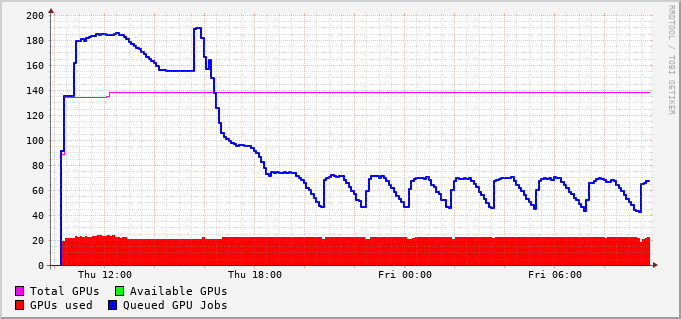 200
180
160
140
120
100
80
60
40
20
0
Thu 12:00 Thu 18:00 Fri 00:00 Fri 06:00
Total GPUs Available GPUs
GPUs used Queued GPU Jobs
RRDTOOL / TOBI OETIKER